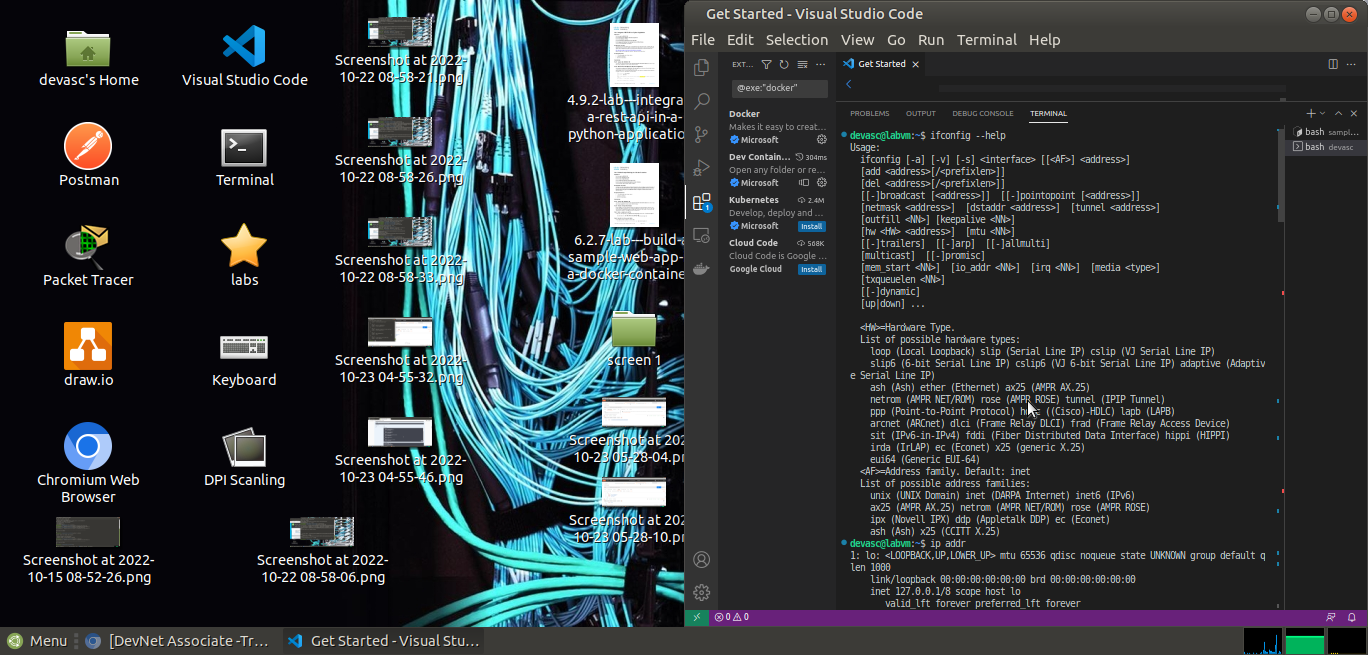 devasc's Home
Visual Studio Code
Postman
Terminal
Packet Tracer
labs
draw.io
Keyboard
Chromium Web
Browser
DPI Scanling
Screenshot at 2022-
10-15 08-52-26.png
Screenshot at 2022-
10-22 08-58-06.png
Screenshot at 2022-
10-22 08-58-21.png
Screenshot at 2022-
10-22 08-58-26.png
Screenshot at 2022-
10-22 08-58-33.png
Screenshot at 2022-
10-23 04-55-32.png
Screenshot at 2022-
10-23 04-55-46.png
4.9.2-lab---integra
a-rest-api-in-a-
python-applicatio
6.2.7-lab---build-a
sample-web-app-
a-docker-containe
screen 1
Screenshot at 202
10-23 05-28-04.pn
Screenshot at 202
10-23 05-28-10.pn
Get Started - Visual Studio Code
File Edit Selection View Go Run Terminal Help
EXT...
@exe:"docker"
Docker
Makes it easy to creat...
Microsoft
Dev Contain... 304ms
Open any folder or re...
Microsoft
Kubernetes 2.4M
Develop, deploy and ...
Microsoft Install
Cloud Code 568K
Cloud Code is Google ...
Google Cloud Install
1
Get Started
PROBLEMS OUTPUT DEBUG CONSOLE TERMINAL
bash sampl...
bash devasc
devasc@labvm:~$ ifconfig --help
Usage:
ifconfig [-a] [-v] [-s] <interface> [[<AF>] <address>]
[add <address>[/<prefixlen>]]
[del <address>[/<prefixlen>]]
[[-]broadcast [<address>]] [[-]pointopoint [<address>]]
[netmask <address>] [dstaddr <address>] [tunnel <address>]
[outfill <NN>] [keepalive <NN>]
[hw <HW> <address>] [mtu <NN>]
[[-]trailers] [[-]arp] [[-]allmulti]
[multicast] [[-]promisc]
[mem_start <NN>] [io_addr <NN>] [irq <NN>] [media <type>]
[txqueuelen <NN>]
[[-]dynamic]
[up|down] ...
<HW>=Hardware Type.
List of possible hardware types:
loop (Local Loopback) slip (Serial Line IP) cslip (VJ Serial Line IP)
slip6 (6-bit Serial Line IP) cslip6 (VJ 6-bit Serial Line IP) adaptive (Adaptiv
e Serial Line IP)
ash (Ash) ether (Ethernet) ax25 (AMPR AX.25)
netrom (AMPR NET/ROM) rose (AMPR ROSE) tunnel (IPIP Tunnel)
ppp (Point-to-Point Protocol) ((Cisco)-HDLC) lapb (LAPB)
arcnet (ARCnet) dlci (Frame Relay DLCI) frad (Frame Relay Access Device)
sit (IPv6-in-IPv4) fddi (Fiber Distributed Data Interface) hippi (HIPPI)
irda (IrLAP) ec (Econet) x25 (generic X.25)
eui64 (Generic EUI-64)
<AF>=Address family. Default: inet
List of possible address families:
unix (UNIX Domain) inet (DARPA Internet) inet6 (IPv6)
ax25 (AMPR AX.25) netrom (AMPR NET/ROM) rose (AMPR ROSE)
ipx (Novell IPX) ddp (Appletalk DDP) ec (Econet)
ash (Ash) x25 (CCITT X.25)
devasc@labvm:~$ ip addr
1: lo: <LOOPBACK,UP,LOWER_UP> mtu 65536 qdisc noqueue state UNKNOWN group default q
len 1000
link/loopback 00:00:00:00:00:00 brd 00:00:00:00:00:00
inet 127.0.0.1/8 scope host lo
valid_lft forever preferred_lft forever
0 0
Menu
[DevNet Associate -Tr...
Get Started - Visual Stu...